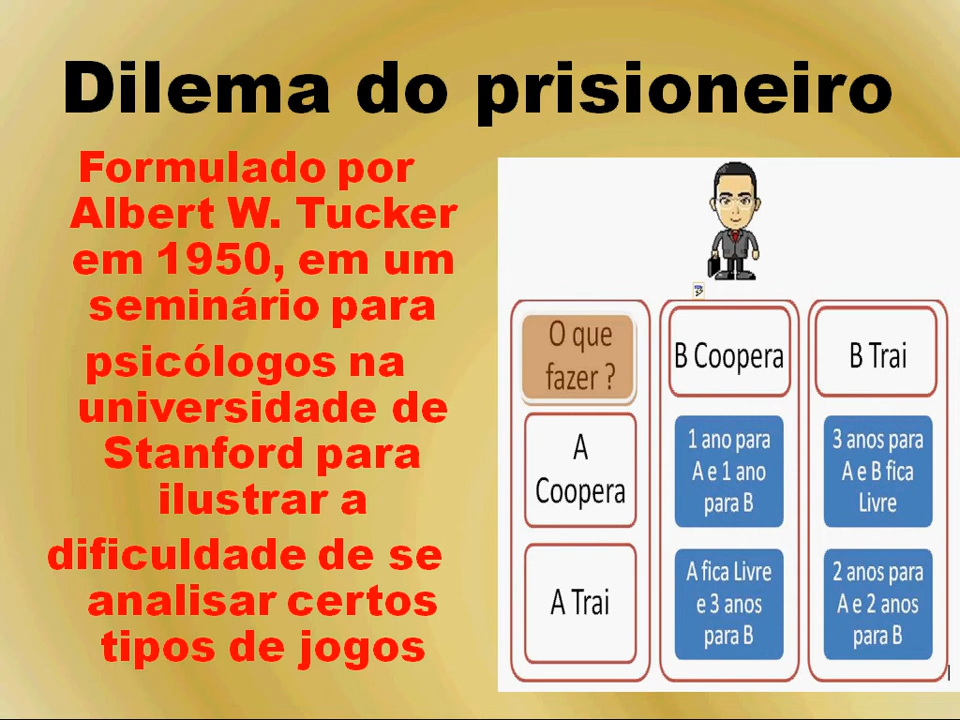 Dilema do prisioneiro
Formulado por
Albert W. Tucker
em 1950, em um
seminário para
psicólogos na
universidade de
Stanford para
ilustrar a
dificuldade de se
analisar certos
tipos de jogos
O que
fazer ?
B Coopera
B Trai
A
Coopera
1 ano para
A e 1 ano
para B
3 anos para
A e B fica
Livre
A Trai
A fica Livre
e 3 anos
para B
2 anos para
A e 2 anos
para B